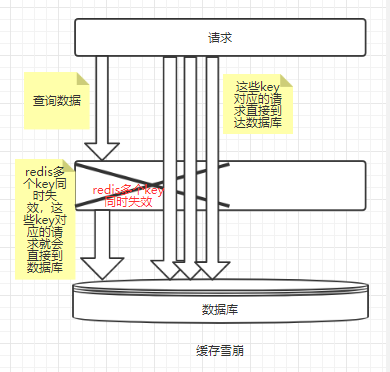 请求
查询数据
这些key
对应的请
求直接到
达数据库
redis多
个key同
时失
效，这
些key对
应的请
求就会
直接到
数据库
redis多个key
同时失效
数据库
缓存雪崩